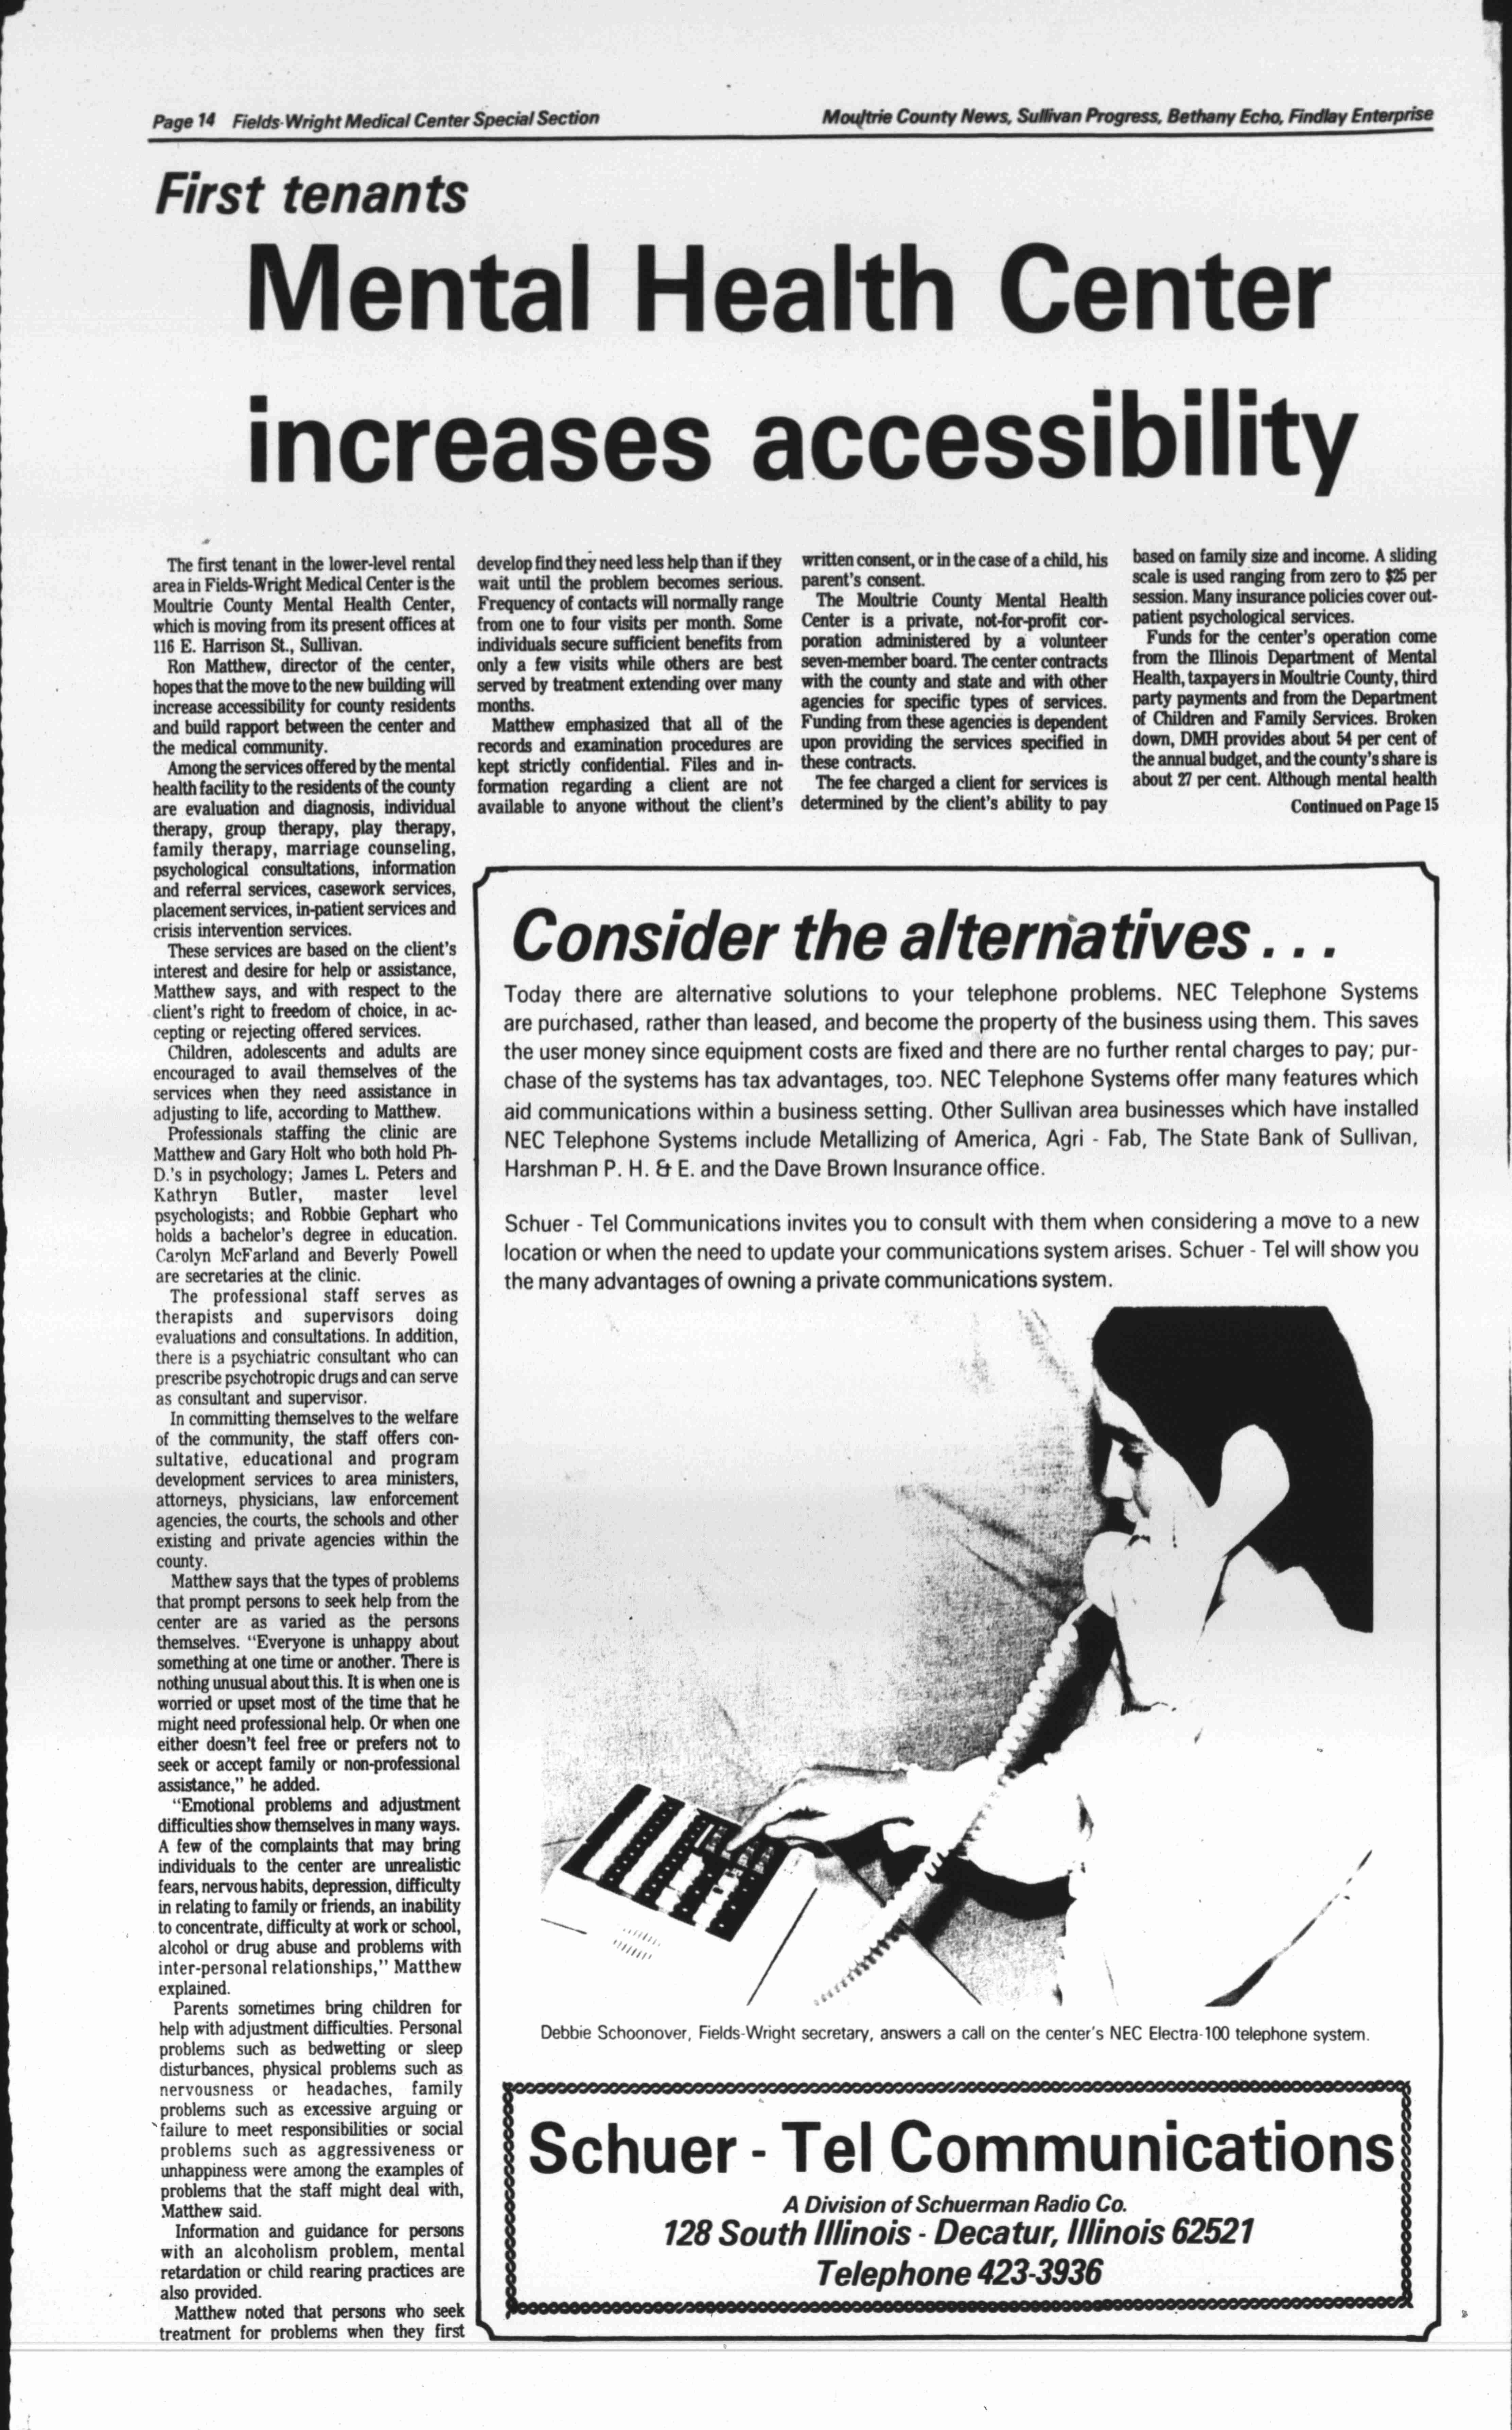 Page 14 Fields-Wright Medical Center Special Section
Moultrie County News, Sullivan Progress, Bethany Echo, Findlay Enterprise
First tenants
Mental Health Center
increases accessibility
The first tenant in the lower-level rental
area in Fields-Wright Medical Center is the
Moultrie County Mental Health Center,
which is moving from its present offices at
116 E. Harrison St., Sullivan.
Ron Matthew, director of the center,
hopes that the move to the new building will
increase accessibility for county residents
and build rapport between the center and
the medical community.
Among the services offered by the mental
health facility to the residents of the county
are evaluation and diagnosis, individual
therapy, group therapy, play therapy,
family therapy, marriage counseling,
psychological consultations, information
and referral services, casework services,
placement services, in-patient services and
crisis intervention services.
These services are based on the client's
interest and desire for help or assistance,
Matthew says, and with respect to the
client's right to freedom of choice, in ac-
cepting or rejecting offered services.
Children, adolescents and adults are
encouraged to avail themselves of the
services when they need assistance in
adjusting to life, according to Matthew.
Professionals staffing the clinic are
Matthew and Gary Holt who both hold Ph-
D.'s in psychology; James L. Peters and
Kathryn Butler, master level
psychologists; and Robbie Gephart who
holds a bachelor's degree in education.
Carolyn McFarland and Beverly Powell
are secretaries at the clinic.
The professional staff serves as
therapists and supervisors doing
evaluations and consultations. In addition,
there is a psychiatric consultant who can
prescribe psychotropic drugs and can serve
as consultant and supervisor.
In committing themselves to the welfare
of the community, the staff offers con-
sultative, educational and program
development services to area ministers,
attorneys, physicians, law enforcement
agencies, the courts, the schools and other
existing and private agencies within the
county.
Matthew says that the types of problems
that prompt persons to seek help from the
center are as varied as the persons
themselves. "Everyone is unhappy about
something at one time or another. There is
nothing unusual about this. It is when one is
worried or upset most of the time that he
might need professional help. Or when one
either doesn't feel free or prefers not to
seek or accept family or non-professional
assistance," he added.
"Emotional problems and adjustment
difficulties show themselves in many ways.
A few of the complaints that may bring
individuals to the center are unrealistic
fears, nervous habits, depression, difficulty
in relating to family or friends, an inability
to concentrate, difficulty at work or school,
alcohol or drug abuse and problems with
inter-personal relationships," Matthew
explained.
Parents sometimes bring children for
help with adjustment difficulties. Personal
problems such as bedwetting or sleep
disturbances, physical problems such as
nervousness or headaches, family
problems such as excessive arguing or
failure to meet responsibilities or social
problems such as aggressiveness or
unhappiness were among the examples of
problems that the staff might deal with,
Matthew said.
Information and guidance for persons
with an alcoholism problem, mental
retardation or child rearing practices are
also provided.
Matthew noted that persons who seek
treatment for problems when they first
develop find they need less help than if they
wait until the problem becomes serious.
Frequency of contacts will normally range
from one to four visits per month. Some
individuals secure sufficient benefits from
only a few visits while others are best
served by treatment extending over many
months.
Matthew emphasized that all of the
records and examination procedures are
kept strictly confidential. Files and in-
formation regarding a client are not
available to anyone without the client's
written consent, or in the case of a child, his
parent's consent.
The Moultrie County Mental Health
Center is a private, not-for-profit cor-
poration administered by a volunteer
seven-member board. The center contracts
with the county and state and with other
agencies for specific types of services.
Funding from these agencies is dependent
upon providing the services specified in
these contracts.
The fee charged a client for services is
determined by the client's ability to pay
based on family size and income. A sliding
scale is used ranging from zero to $25 per
session. Many insurance policies cover out-
patient psychological services.
Funds for the center's operation come
from the Illinois Department of Mental
Health, taxpayers in Moultrie County, third
party payments and from the Department
of Children and Family Services. Broken
down, DMH provides about 54 per cent of
the annual budget, and the county's share is
about 27 per cent. Although mental health
Continued on Page 15
Consider the alternatives . . .
Today there are alternative solutions to your telephone problems. NEC Telephone Systems
are purchased, rather than leased, and become the property of the business using them. This saves
the user money since equipment costs are fixed and there are no further rental charges to pay; pur-
chase of the systems has tax advantages, too. NEC Telephone Systems offer many features which
aid communications within a business setting. Other Sullivan area businesses which have installed
NEC Telephone Systems include Metallizing of America, Agri - Fab, The State Bank of Sullivan,
Harshman P. H. & E. and the Dave Brown Insurance office.
Schuer - Tel Communications invites you to consult with them when considering a move to a new
location or when the need to update your communications system arises. Schuer - Tel will show you
the many advantages of owning a private communications system.
Debbie Schoonover, Fields-Wright secretary, answers a call on the center's NEC Electra-100 telephone system.
Schuer - Tel Communications
A Division of Schuerman Radio Co.
128 South Illinois - Decatur, Illinois 62521
Telephone 423-3936